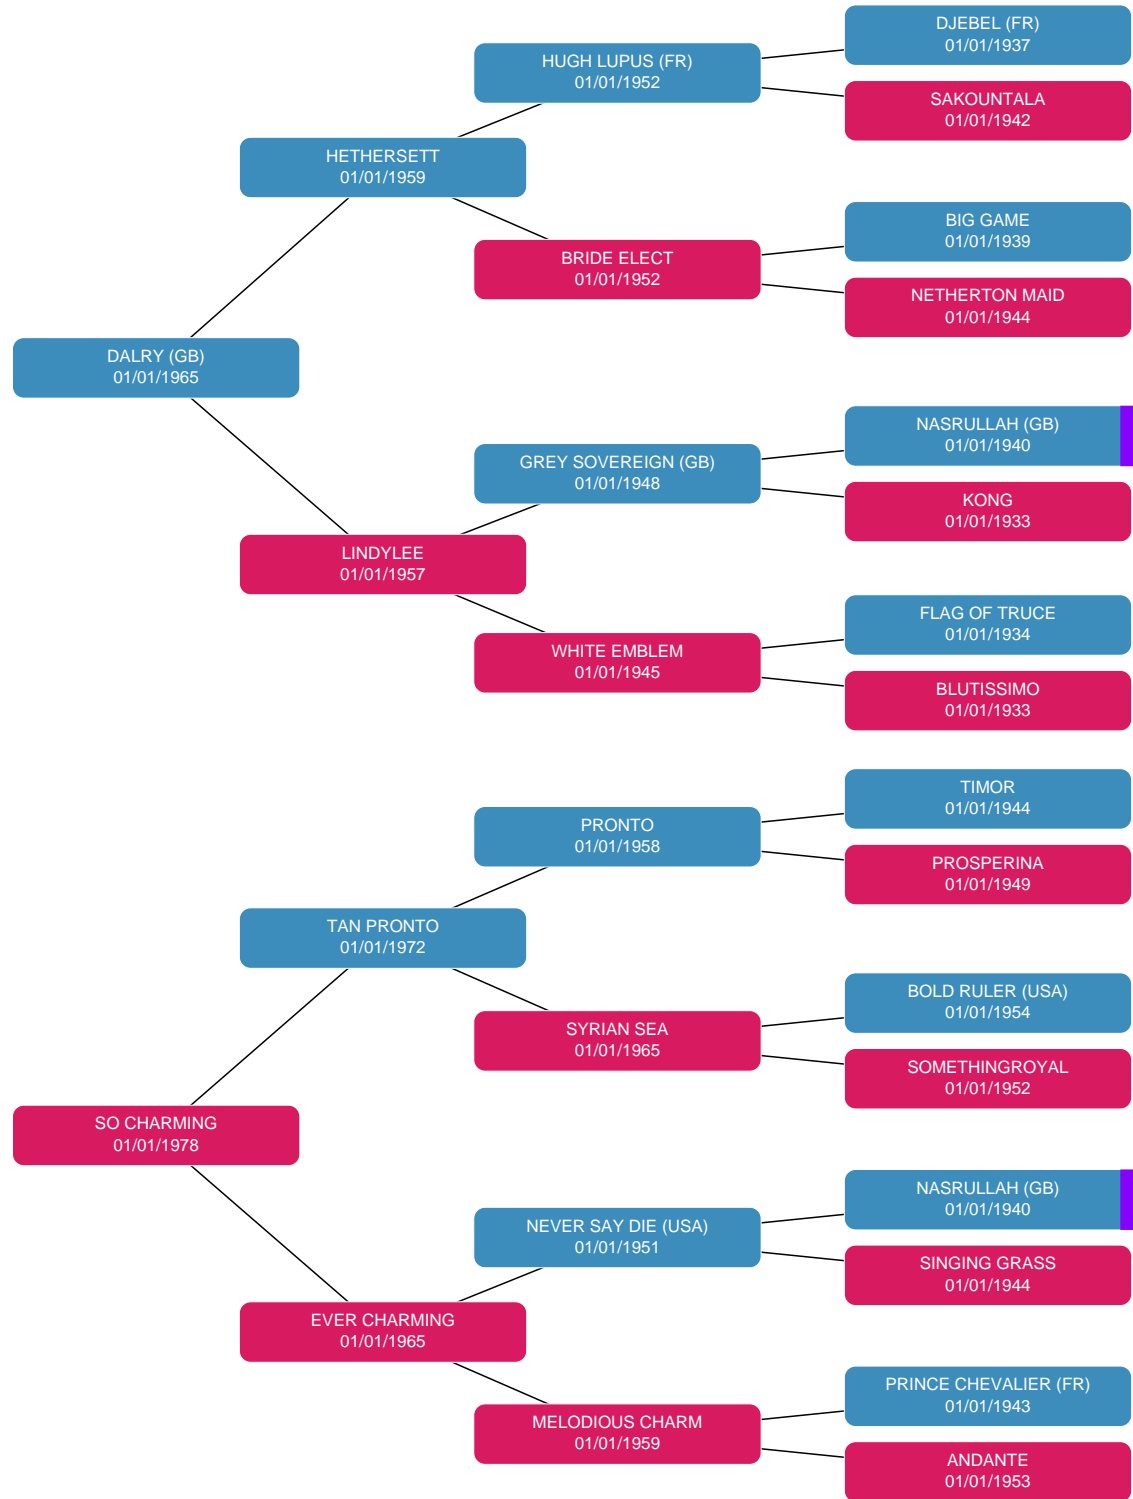 DJEBEL (FR)
01/01/1937
HUGH LUPUS (FR)
01/01/1952
SAKOUNTALA
01/01/1942
HETHERSETT
01/01/1959
BIG GAME
01/01/1939
BRIDE ELECT
01/01/1952
NETHERTON MAID
01/01/1944
DALRY (GB)
01/01/1965
NASRULLAH (GB)
01/01/1940
GREY SOVEREIGN (GB)
01/01/1948
KONG
01/01/1933
LINDYLEE
01/01/1957
FLAG OF TRUCE
01/01/1934
WHITE EMBLEM
01/01/1945
BLUTISSIMO
01/01/1933
TIMOR
01/01/1944
PRONTO
01/01/1958
PROSPERINA
01/01/1949
TAN PRONTO
01/01/1972
BOLD RULER (USA)
01/01/1954
SYRIAN SEA
01/01/1965
SOMETHINGROYAL
01/01/1952
SO CHARMING
01/01/1978
NASRULLAH (GB)
01/01/1940
NEVER SAY DIE (USA)
01/01/1951
SINGING GRASS
01/01/1944
EVER CHARMING
01/01/1965
PRINCE CHEVALIER (FR)
01/01/1943
MELODIOUS CHARM
01/01/1959
ANDANTE
01/01/1953